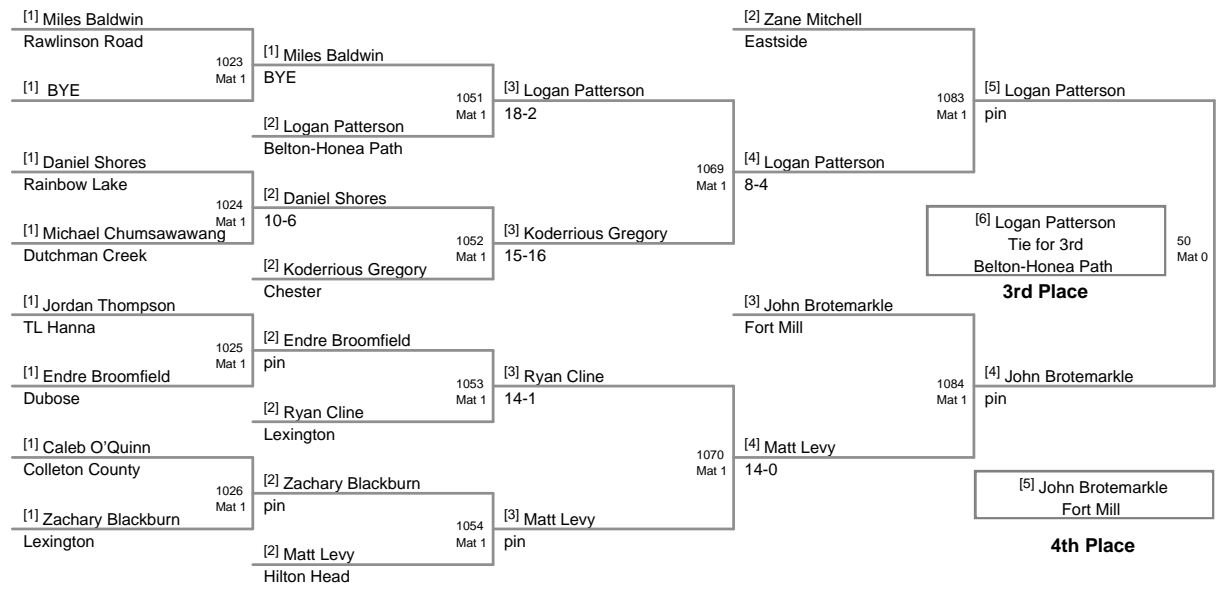 [1] Miles Baldwin
Rawlinson Road
1023
Mat 1
[1] BYE
[1] Daniel Shores
Rainbow Lake
1024
Mat 1
[1] Michael Chumsawawang
Dutchman Creek
[1] Jordan Thompson
TL Hanna
1025
Mat 1
[1] Endre Broomfield
Dubose
[1] Caleb O'Quinn
Colleton County
1026
Mat 1
[1] Zachary Blackburn
Lexington
[1] Miles Baldwin
BYE
1051
Mat 1
[2] Logan Patterson
Belton-Honea Path
[2] Daniel Shores
10-6
1052
Mat 1
[2] Koderrious Gregory
Chester
[2] Endre Broomfield
pin
1053
Mat 1
[2] Ryan Cline
Lexington
[2] Zachary Blackburn
pin
1054
Mat 1
[2] Matt Levy
Hilton Head
[3] Logan Patterson
18-2
1069
Mat 1
[3] Koderrious Gregory
15-16
[3] Ryan Cline
14-1
1070
Mat 1
[3] Matt Levy
pin
[2] Zane Mitchell
Eastside
1083
Mat 1
[4] Logan Patterson
8-4
[3] John Brotemarkle
Fort Mill
1084
Mat 1
[4] Matt Levy
14-0
[5] Logan Patterson
pin
[6] Logan Patterson
Tie for 3rd
Belton-Honea Path
50
Mat 0
3rd Place
[4] John Brotemarkle
pin
[5] John Brotemarkle
Fort Mill
4th Place